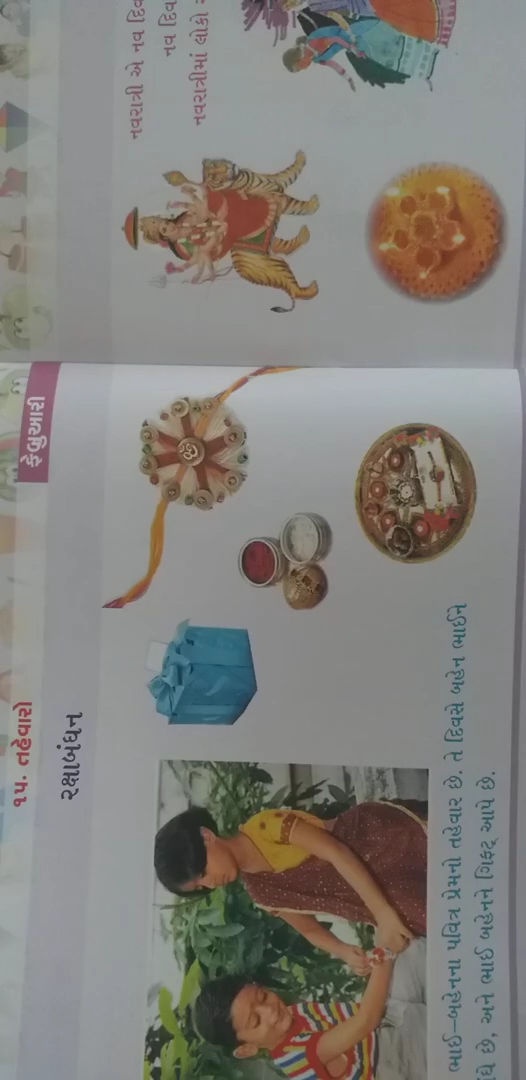 ૧૫. તહેવારો
ફેબ્રુઆરી
રક્ષાબંધન
ભાઈ–બહેનના પવિત્ર પ્રેમનો તહેવાર છે. તે દિવસે બહેન ભાઈને
છે, અને ભાઈ બહેનને ગિફ્ટ આપે છે.
નવરાત્રી એ નવ
નવ
નવરાત્રીમાં લોકો